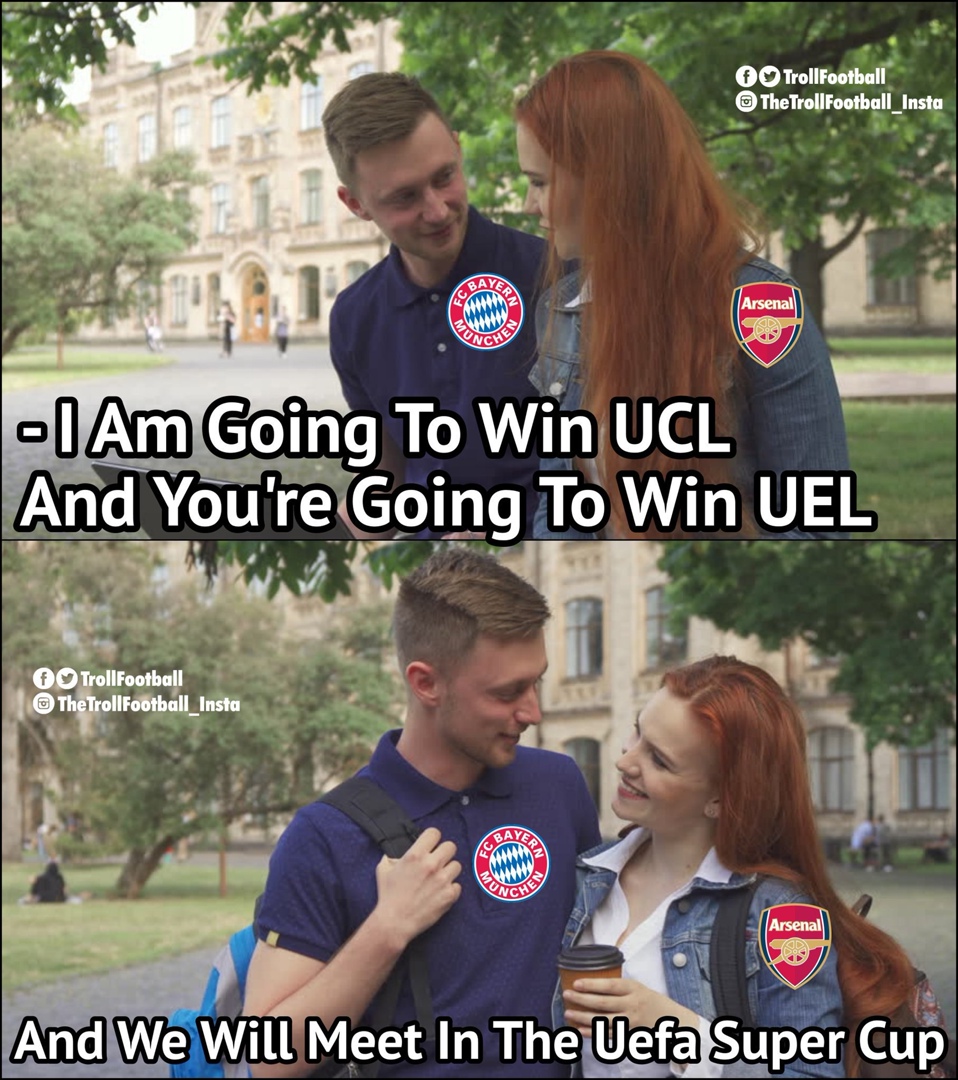 TrollFootball
TheTrollFootball_Insta
FC BAYERN
MÜNCHEN
Arsenal
- I Am Going To Win UCL
And You're Going To Win UEL
TrollFootball
TheTrollFootball_Insta
FC BAYERN
MÜNCHEN
Arsenal
And We Will Meet In The Uefa Super Cup